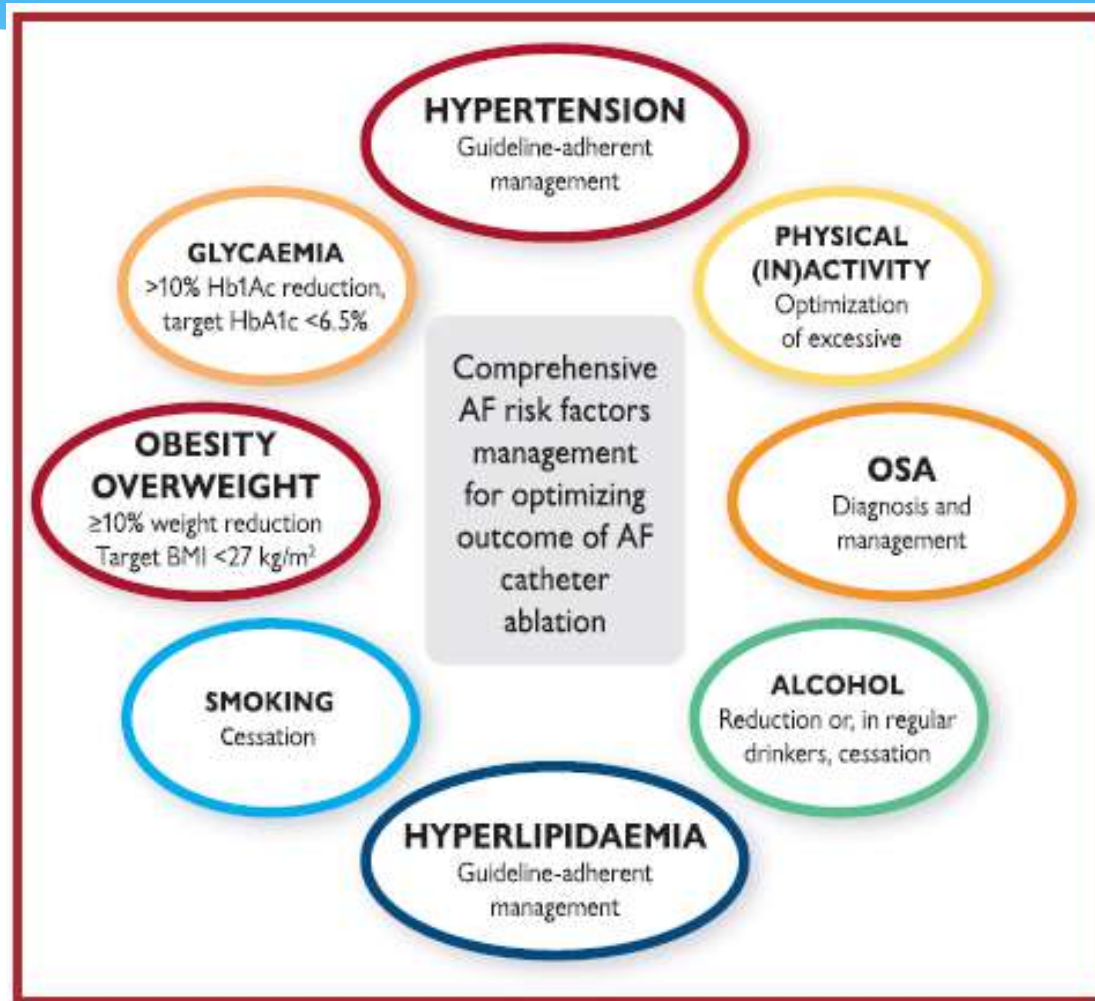 HYPERTENSION
Guideline-adherent
management
GLYCAEMIA
>10% Hb1Ac reduction,
target HbA1c <6.5%
PHYSICAL
(IN)ACTIVITY
Optimization
of excessive
Comprehensive
AF risk factors
management
for optimizing
outcome of AF
catheter
ablation
OBESITY
OVERWEIGHT
≥10% weight reduction
Target BMI <27 kg/m²
OSA
Diagnosis and
management
SMOKING
Cessation
ALCOHOL
Reduction or, in regular
drinkers, cessation
HYPERLIPIDAEMIA
Guideline-adherent
management